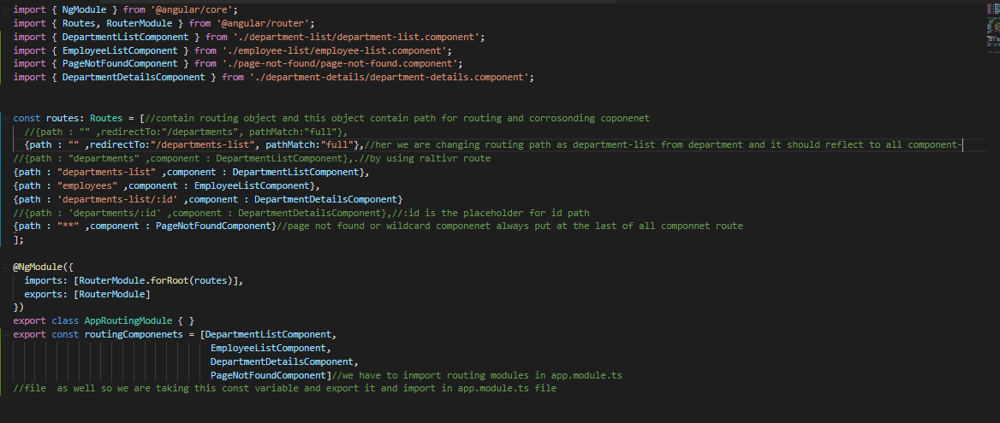 import { NgModule } from '@angular/core';
import { Routes, RouterModule } from '@angular/router';
import { DepartmentListComponent } from './department-list/department-list.component';
import { EmployeeListComponent } from './employee-list/employee-list.component';
import { PageNotFoundComponent } from './page-not-found/page-not-found.component';
import { DepartmentDetailsComponent } from './department-details/department-details.component';
const routes: Routes = [//contain routing object and this object contain path for routing and corrosonding coponenet
//{path : "" ,redirectTo:"/departments", pathMatch:"full"},
{path : "" ,redirectTo:"/departments-list", pathMatch:"full"},//her we are changing routing path as department-list from department and it should reflect to all component-
//{path : "departments" ,component : DepartmentListComponent},.//by using raltivr route
{path : "departments-list" ,component : DepartmentListComponent},
{path : "employees" ,component : EmployeeListComponent},
{path : 'departments-list/:id' ,component : DepartmentDetailsComponent}
//{path : 'departments/:id' ,component : DepartmentDetailsComponent},//:id is the placeholder for id path
{path : "**" ,component : PageNotFoundComponent}//page not found or wildcard componenet always put at the last of all componnet route
];
@NgModule({
imports: [RouterModule.forRoot(routes)],
exports: [RouterModule]
})
export class AppRoutingModule { }
export const routingComponenets = [DepartmentListComponent,
EmployeeListComponent,
DepartmentDetailsComponent,
PageNotFoundComponent]//we have to inmport routing modules in app.module.ts
//file  as well so we are taking this const variable and export it and import in app.module.ts file